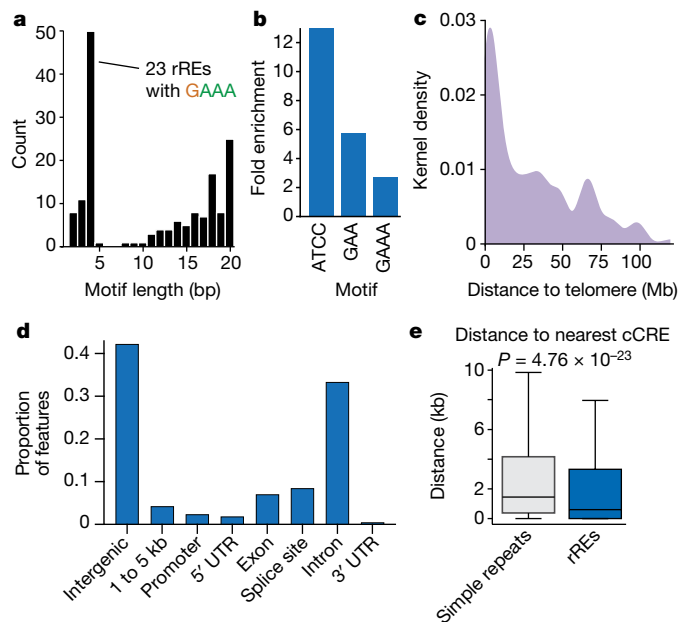 a
50
40
30
20
10
0
Count
23 rREs
with GAAA
5
10
15
20
Motif length (bp)
b
12
10
8
6
4
2
0
Fold enrichment
ATCC
GAA
GAAA
Motif
c
0.03
0.02
0.01
0
Kernel density
0
25
50
75
100
Distance to telomere (Mb)
d
0.4
0.3
0.2
0.1
0
Proportion
of features
Intergenic
1 to 5 kb
Promoter
5′ UTR
Exon
Splice site
Intron
3′ UTR
e
Distance to nearest cCRE
P = 4.76 × 10⁻²³
10
6
2
0
Distance (kb)
Simple repeats
rREs